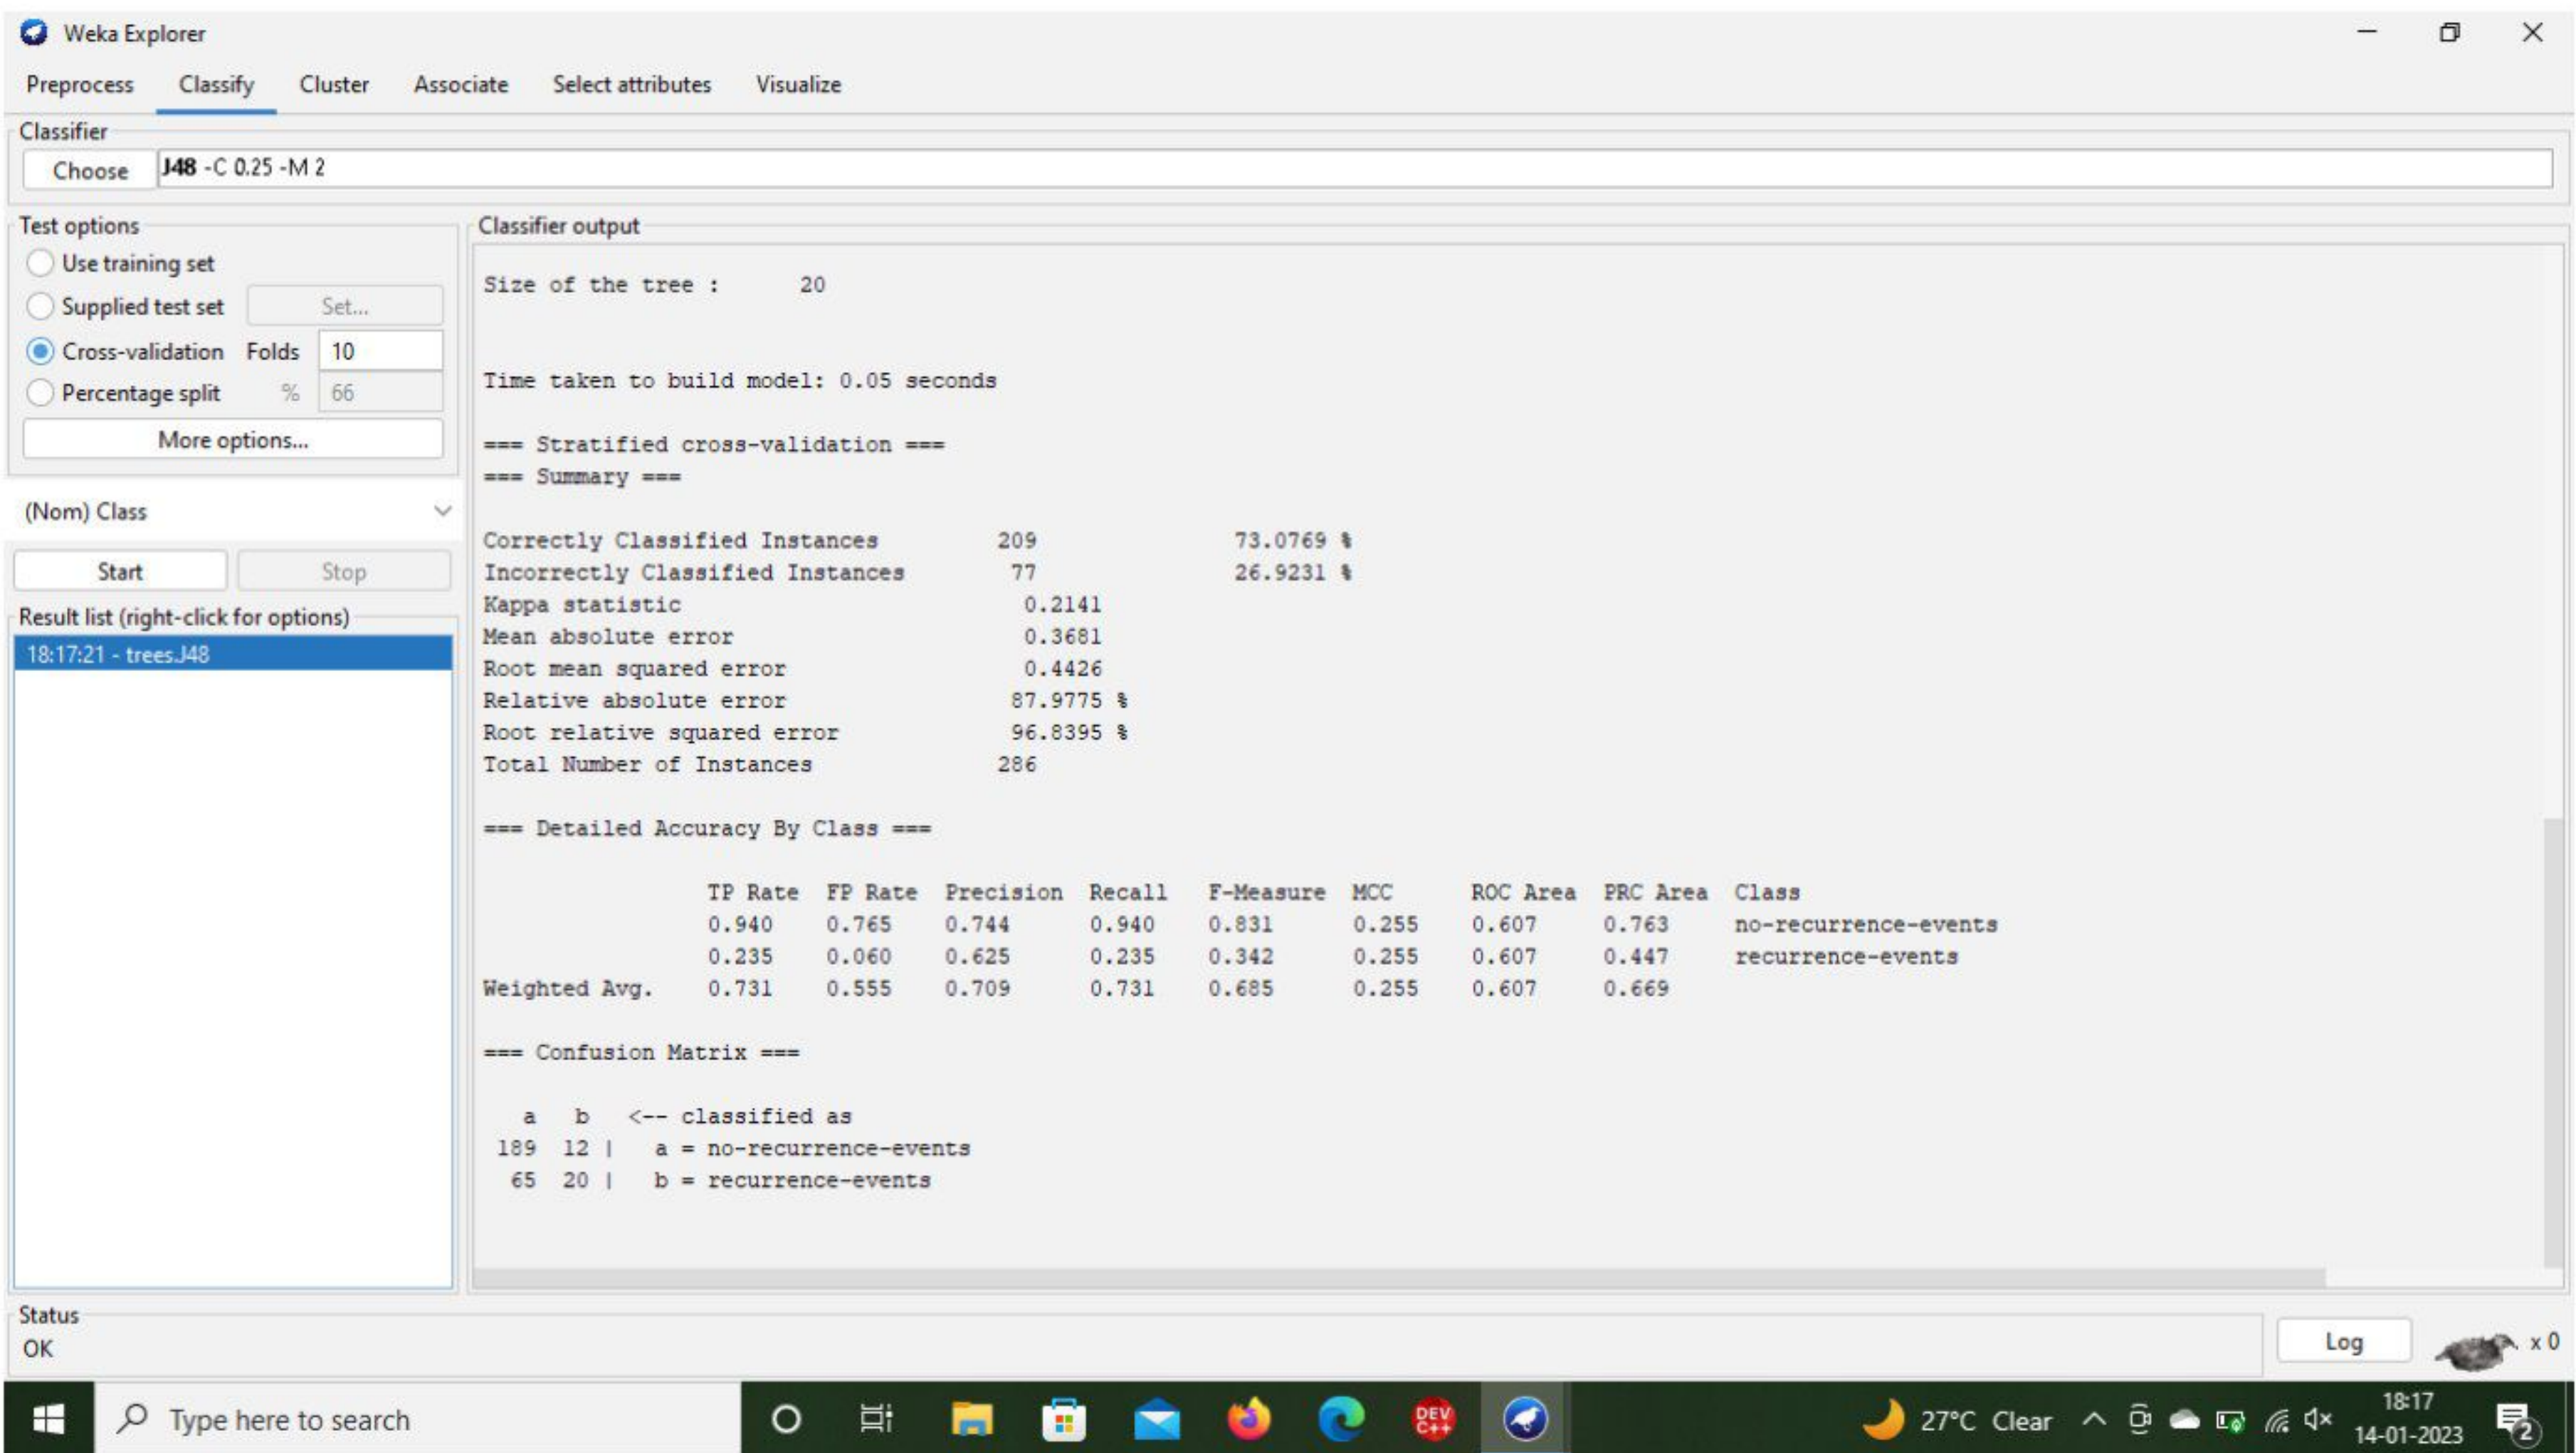 Weka Explorer
Preprocess Classify Cluster Associate Select attributes Visualize
Classifier
Choose J48 -C 0.25 -M 2
Test options
Use training set
Supplied test set Set...
Cross-validation Folds 10
Percentage split % 66
More options...
(Nom) Class
Start Stop
Result list (right-click for options)
18:17:21 - trees.J48
Classifier output
Size of the tree : 20
Time taken to build model: 0.05 seconds
=== Stratified cross-validation ===
=== Summary ===
Correctly Classified Instances 209 73.0769 %
Incorrectly Classified Instances 77 26.9231 %
Kappa statistic 0.2141
Mean absolute error 0.3681
Root mean squared error 0.4426
Relative absolute error 87.9775 %
Root relative squared error 96.8395 %
Total Number of Instances 286
=== Detailed Accuracy By Class ===
TP Rate FP Rate Precision Recall F-Measure MCC ROC Area PRC Area Class
0.940 0.765 0.744 0.940 0.831 0.255 0.607 0.763 no-recurrence-events
0.235 0.060 0.625 0.235 0.342 0.255 0.607 0.447 recurrence-events
Weighted Avg. 0.731 0.555 0.709 0.731 0.685 0.255 0.607 0.669
=== Confusion Matrix ===
a b <-- classified as
189 12 | a = no-recurrence-events
65 20 | b = recurrence-events
Status
OK
Log x 0
Type here to search
DEV
C++
27°C Clear
18:17
14-01-2023
2